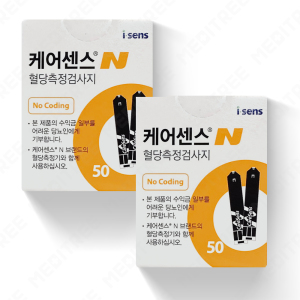 i-sens
케어센스® N
혈당측정검사지
No Coding
• 본 제품의 수익금 일부를
어려운 당뇨인에게
기부합니다.
• 케어센스® N 브랜드의
혈당측정기와 함께
사용하십시오.
50
i-sens
케어센스® N
혈당측정검사지
No Coding
• 본 제품의 수익금 일부를
어려운 당뇨인에게
기부합니다.
• 케어센스® N 브랜드의
혈당측정기와 함께
사용하십시오.
50